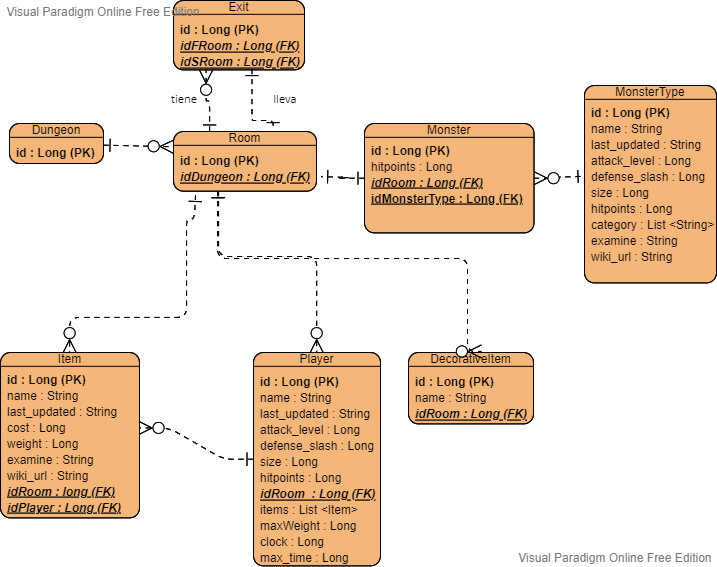 Visual Paradigm Online Free Edition
Exit
id : Long (PK)
idFRoom : Long (FK)
idSRoom : Long (FK)
tiene
lleva
Dungeon
id : Long (PK)
Room
id : Long (PK)
idDungeon : Long (FK)
Monster
id : Long (PK)
hitpoints : Long
idRoom : Long (FK)
idMonsterType : Long (FK)
MonsterType
id : Long (PK)
name : String
last_updated : String
attack_level : Long
defense_slash : Long
size : Long
hitpoints : Long
category : List <String>
examine : String
wiki_url : String
Item
id : Long (PK)
name : String
last_updated : String
cost : Long
weight : Long
examine : String
wiki_url : String
idRoom : long (FK)
idPlayer : Long (FK)
Player
id : Long (PK)
name : String
last_updated : String
attack_level : Long
defense_slash : Long
size : Long
hitpoints : Long
idRoom : Long (FK)
items : List <Item>
maxWeight : Long
clock : Long
max_time : Long
DecorativeItem
id : Long (PK)
name : String
idRoom : Long (FK)
Visual Paradigm Online Free Edition